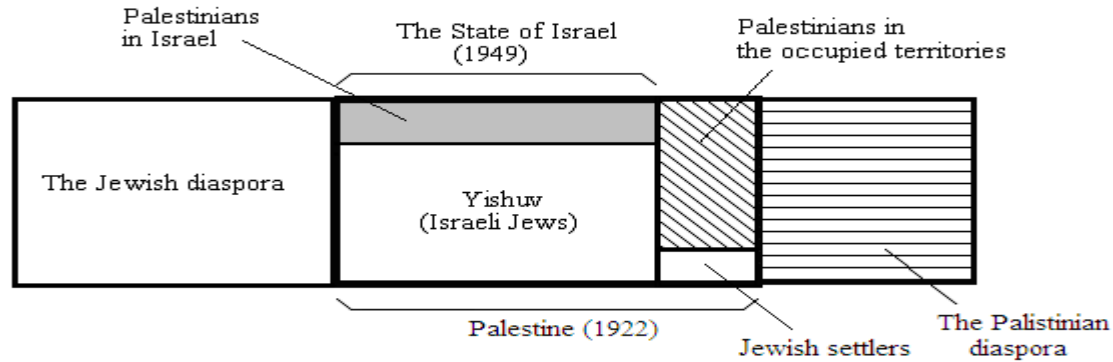 Palestinians
in Israel
The State of Israel
(1949)
Palestinians in
the occupied territories
The Jewish diaspora
Yishuv
(Israeli Jews)
Palestine (1922)
Jewish settlers
The Palistinian
diaspora